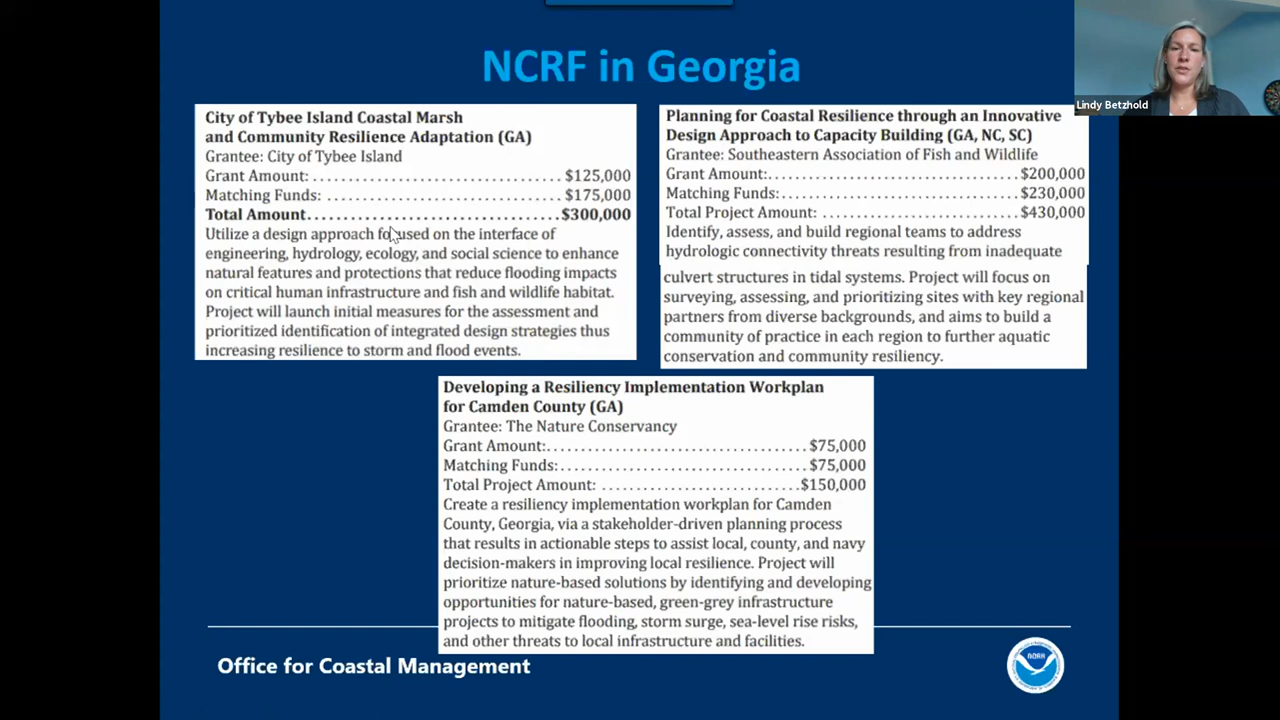 NCRF in Georgia
Lindy Betzhold
City of Tybee Island Coastal Marsh
and Community Resilience Adaptation (GA)
Grantee: City of Tybee Island
Grant Amount: ........................................ $125,000
Matching Funds: ...................................... $175,000
Total Amount.................................... $300,000
Utilize a design approach focused on the interface of
engineering, hydrology, ecology, and social science to enhance
natural features and protections that reduce flooding impacts
on critical human infrastructure and fish and wildlife habitat.
Project will launch initial measures for the assessment and
prioritized identification of integrated design strategies thus
increasing resilience to storm and flood events.
Planning for Coastal Resilience through an Innovative
Design Approach to Capacity Building (GA, NC, SC)
Grantee: Southeastern Association of Fish and Wildlife
Grant Amount:........................................ $200,000
Matching Funds:...................................... $230,000
Total Project Amount: ............................... $430,000
Identify, assess, and build regional teams to address
hydrologic connectivity threats resulting from inadequate
culvert structures in tidal systems. Project will focus on
surveying, assessing, and prioritizing sites with key regional
partners from diverse backgrounds, and aims to build a
community of practice in each region to further aquatic
conservation and community resiliency.
Developing a Resiliency Implementation Workplan
for Camden County (GA)
Grantee: The Nature Conservancy
Grant Amount:........................................ $75,000
Matching Funds:...................................... $75,000
Total Project Amount: ............................... $150,000
Create a resiliency implementation workplan for Camden
County, Georgia, via a stakeholder-driven planning process
that results in actionable steps to assist local, county, and navy
decision-makers in improving local resilience. Project will
prioritize nature-based solutions by identifying and developing
opportunities for nature-based, green-grey infrastructure
projects to mitigate flooding, storm surge, sea-level rise risks,
and other threats to local infrastructure and facilities.
Office for Coastal Management
NOAA